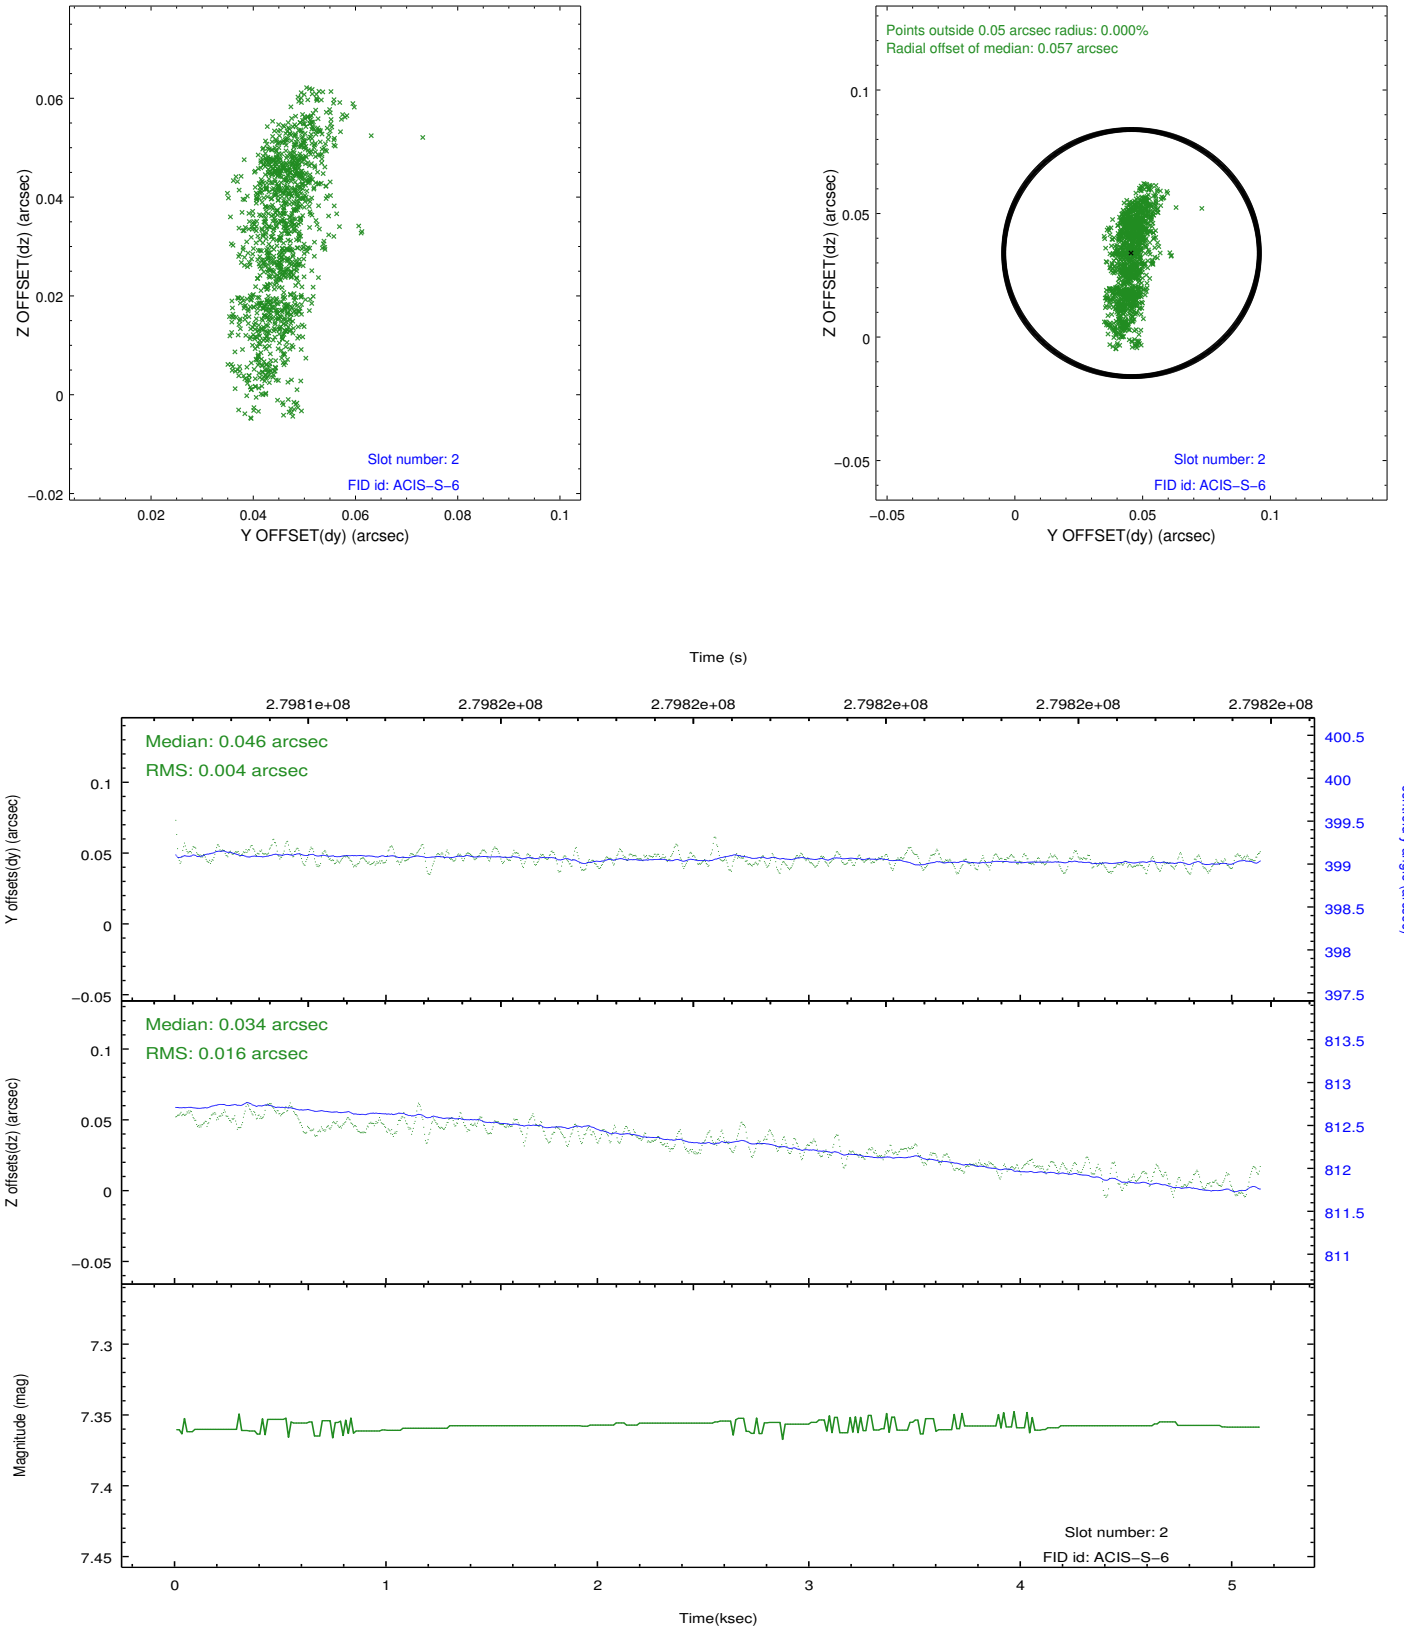 Z OFFSET(dz) (arcsec)
0.06
0.04
0.02
0
−0.02
0.02 0.04 0.06 0.08 0.1
Y OFFSET(dy) (arcsec)
Slot number: 2
FID id: ACIS−S−6
Points outside 0.05 arcsec radius: 0.000%
Radial offset of median: 0.057 arcsec
Z OFFSET(dz) (arcsec)
0.1
0.05
0
−0.05
−0.05 0 0.05 0.1
Y OFFSET(dy) (arcsec)
Slot number: 2
FID id: ACIS−S−6
Time (s)
2.7981e+08 2.7982e+08 2.7982e+08 2.7982e+08 2.7982e+08 2.7982e+08
Median: 0.046 arcsec
RMS: 0.004 arcsec
Y offsets(dy) (arcsec)
0.1
0.05
0
−0.05
400.5
400
399.5
399
398.5
398
397.5
Median: 0.034 arcsec
RMS: 0.016 arcsec
Z offsets(dz) (arcsec)
0.1
0.05
0
−0.05
813.5
813
812.5
812
811.5
811
Magnitude (mag)
7.3
7.35
7.4
7.45
Slot number: 2
FID id: ACIS−S−6
0 1 2 3 4 5
Time(ksec)